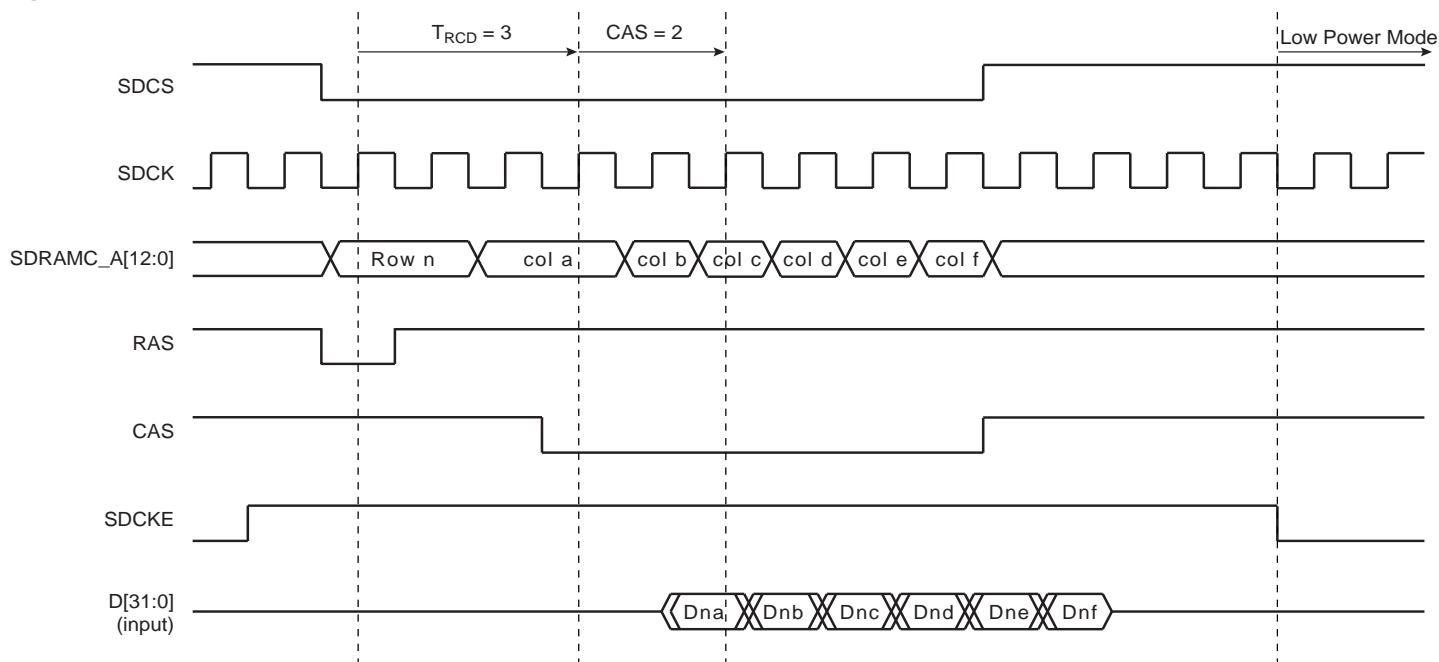 TRCD = 3
CAS = 2
Low Power Mode
SDCS
SDCK
SDRAMC_A[12:0]
Row n
col a
col b
col c
col d
col e
col f
RAS
CAS
SDCKE
D[31:0]
(input)
Dna
Dnb
Dnc
Dnd
Dne
Dnf